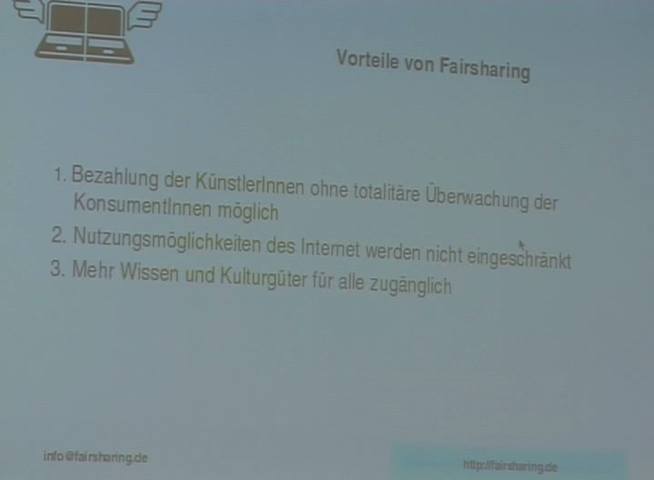 Vorteile von Fairsharing
1. Bezahlung der KünstlerInnen ohne totalitäre Überwachung der
KonsumentInnen möglich
2. Nutzungsmöglichkeiten des Internet werden nicht eingeschränkt
3. Mehr Wissen und Kulturgüter für alle zugänglich
info@fairsharing.de
http://fairsharing.de